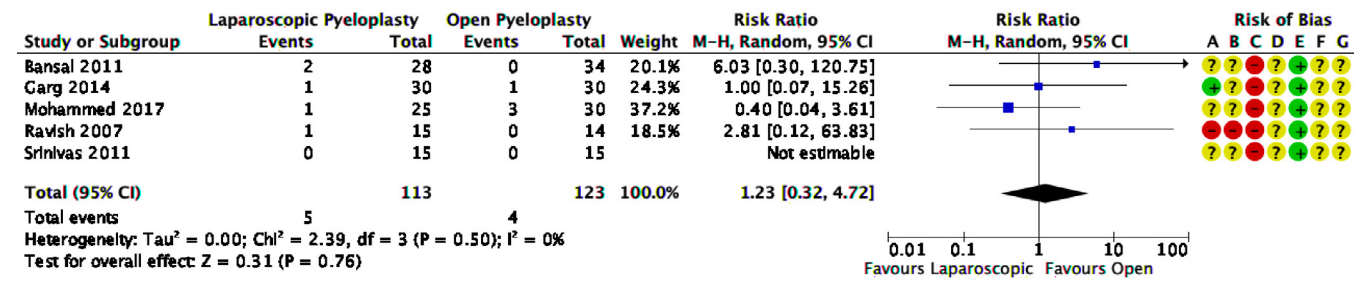 Laparoscopic Pyeloplasty Open Pyeloplasty Risk Ratio Risk Ratio Risk of Bias
Study or Subgroup Events Total Events Total Weight M-H, Random, 95% CI M-H, Random, 95% CI A B C D E F G
Bansal 2011 2 28 0 34 20.1% 6.03 [0.30, 120.75] ? ? - ? + ? ?
Garg 2014 1 30 1 30 24.3% 1.00 [0.07, 15.26] + ? - ? + ? ?
Mohammed 2017 1 25 3 30 37.2% 0.40 [0.04, 3.61] ? ? - ? + ? ?
Ravish 2007 1 15 0 14 18.5% 2.81 [0.12, 63.83] - - - ? + ? ?
Srinivas 2011 0 15 0 15 Not estimable ? ? - ? + ? ?
Total (95% CI) 113 123 100.0% 1.23 [0.32, 4.72]
Total events 5 4
Heterogeneity: Tau² = 0.00; Chi² = 2.39, df = 3 (P = 0.50); I² = 0%
Test for overall effect: Z = 0.31 (P = 0.76)
0.01 0.1 1 10 100
Favours Laparoscopic Favours Open